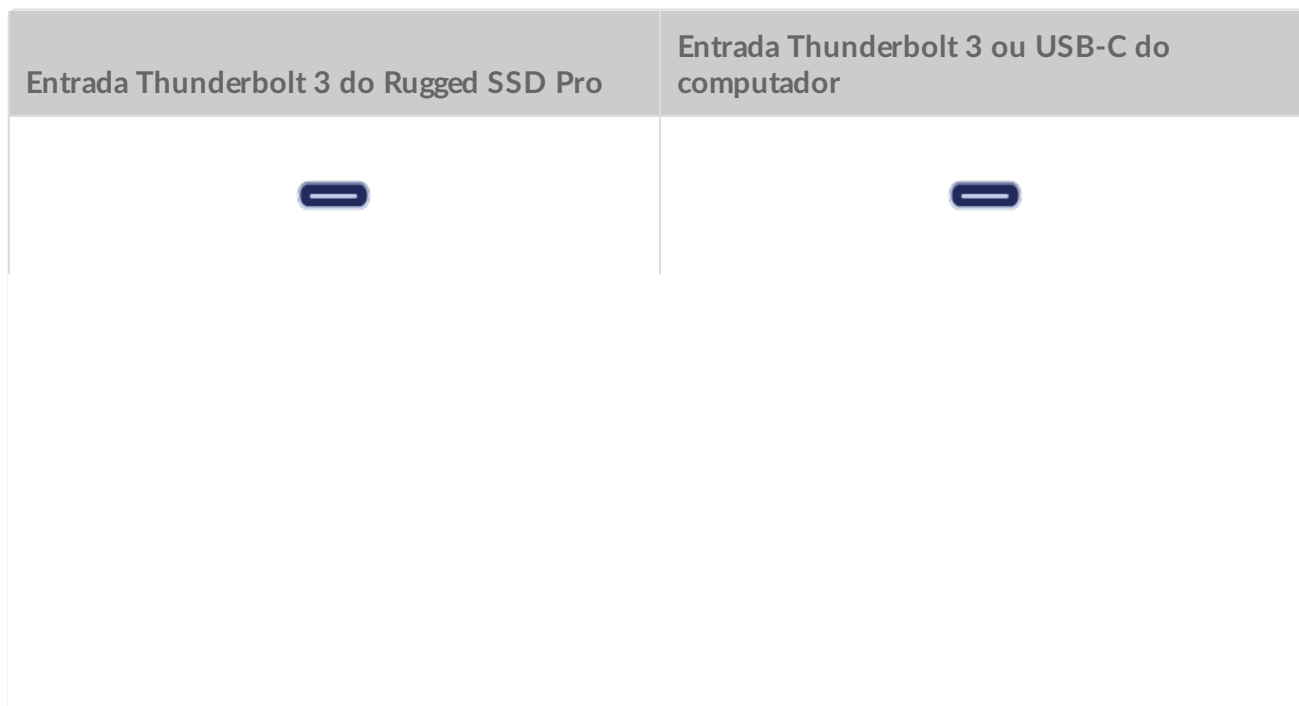 Entrada Thunderbolt 3 do Rugged SSD Pro
Entrada Thunderbolt 3 ou USB-C do
computador